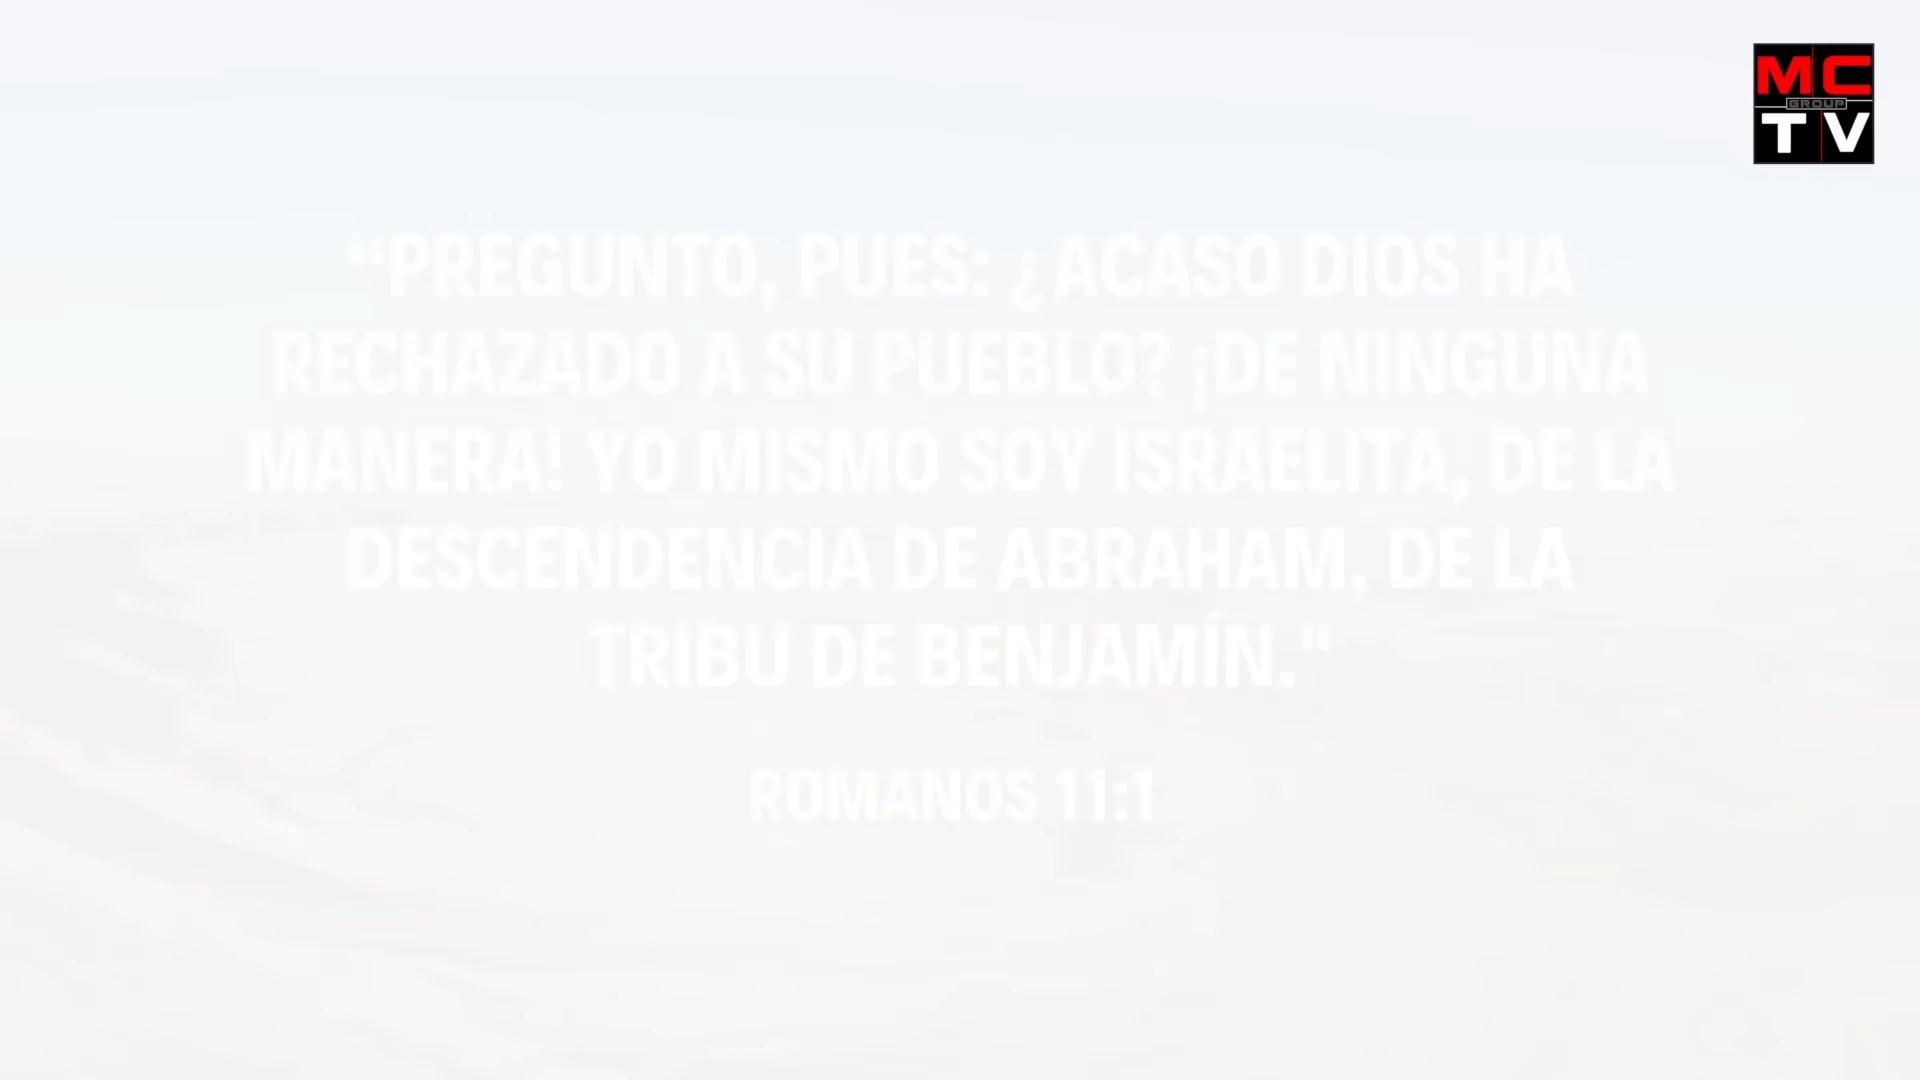 MC
GROUP
TV
“PREGUNTO, PUES: ¿ACASO DIOS HA
RECHAZADO A SU PUEBLO? ¡DE NINGUNA
MANERA! YO MISMO SOY ISRAELITA, DE LA
DESCENDENCIA DE ABRAHAM, DE LA
TRIBU DE BENJAMÍN."
ROMANOS 11:1